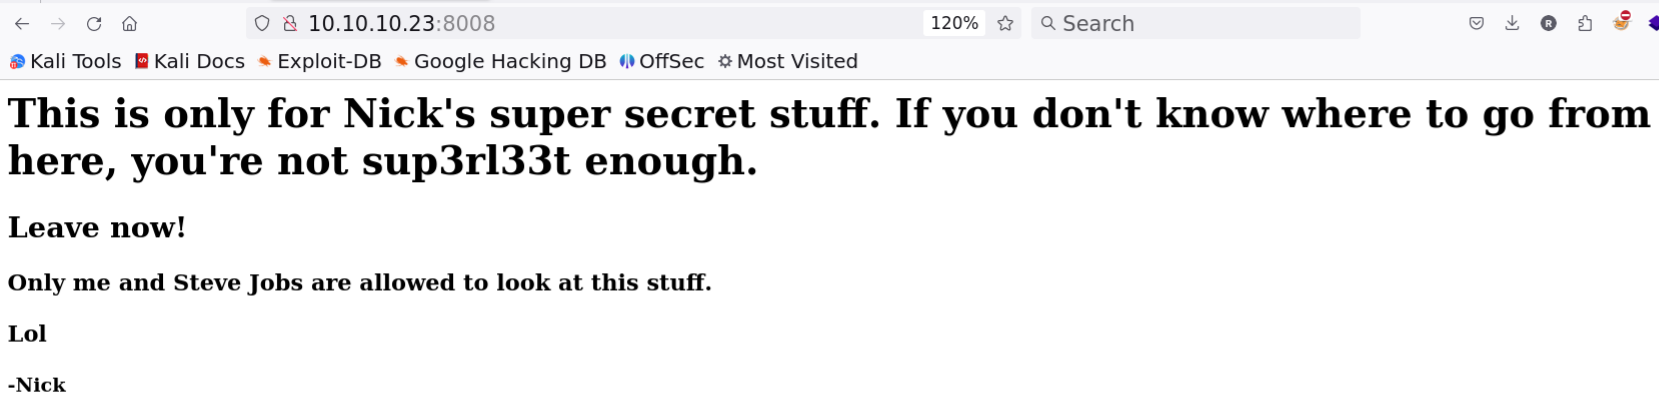 10.10.10.23:8008
120%
Search
Kali Tools
Kali Docs
Exploit-DB
Google Hacking DB
OffSec
Most Visited
This is only for Nick's super secret stuff. If you don't know where to go from
here, you're not sup3rl33t enough.
Leave now!
Only me and Steve Jobs are allowed to look at this stuff.
Lol
-Nick